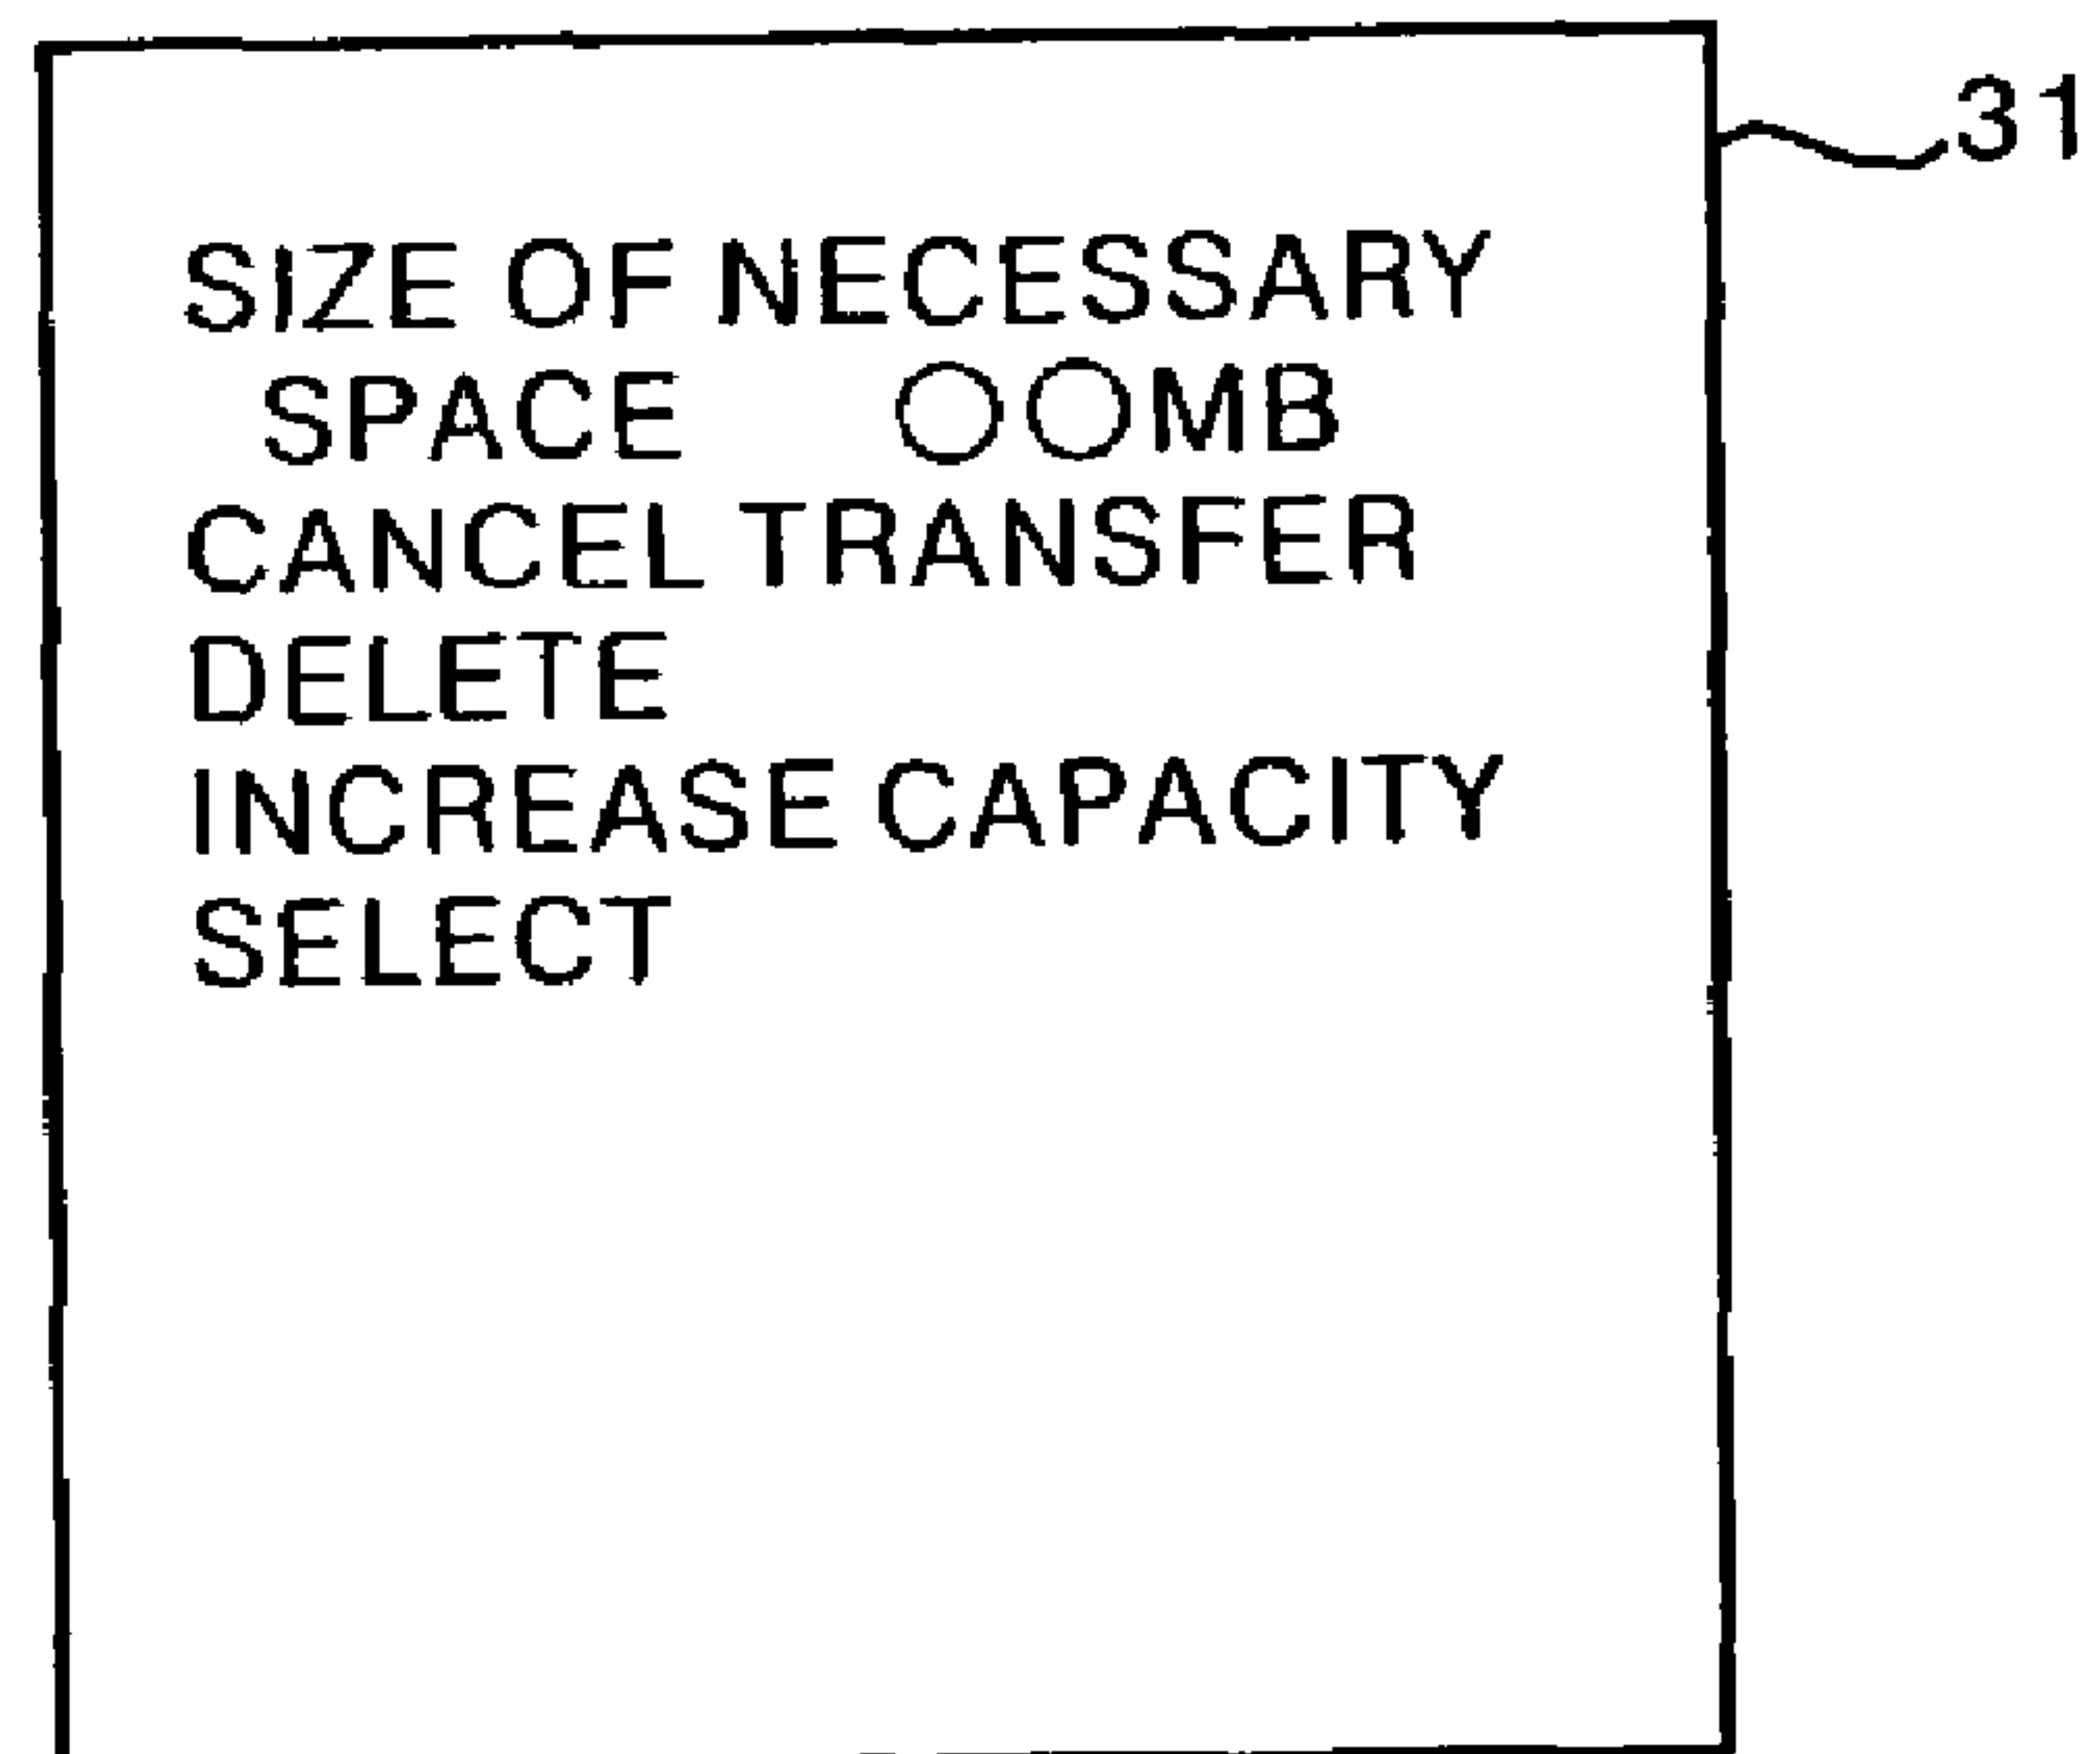 31
SIZE OF NECESSARY
SPACE ○○MB
CANCEL TRANSFER
DELETE
INCREASE CAPACITY
SELECT